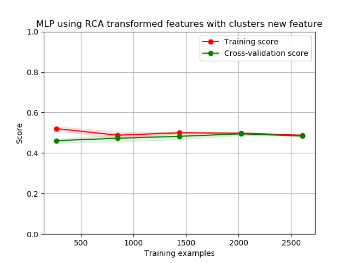 MLP using RCA transformed features with clusters new feature
Training score
Cross-validation score
1.0
0.8
0.6
0.4
0.2
0.0
Score
500
1000
1500
2000
2500
Training examples